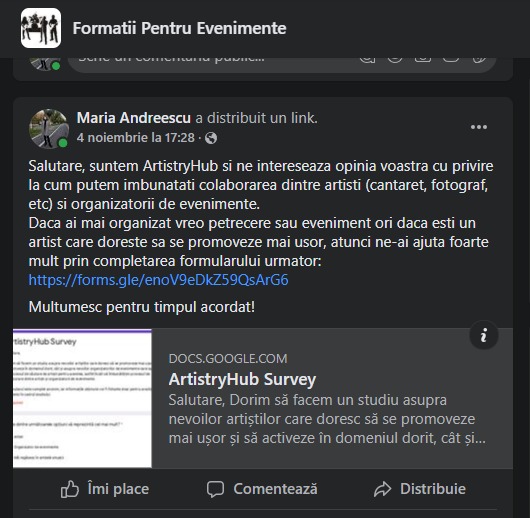 Formatii Pentru Evenimente
Scrie un comentariu public...
Maria Andreescu a distribuit un link.
4 noiembrie la 17:28 ·
Salutare, suntem ArtistryHub si ne intereseaza opinia voastra cu privire
la cum putem imbunatati colaborarea dintre artisti (cantaret, fotograf,
etc) si organizatorii de evenimente.
Daca ai mai organizat vreo petrecere sau eveniment ori daca esti un
artist care doreste sa se promoveze mai usor, atunci ne-ai ajuta foarte
mult prin completarea formularului urmator:
https://forms.gle/enoV9eDkZ59QsArG6
Multumesc pentru timpul acordat!
ArtistryHub Survey
DOCS.GOOGLE.COM
ArtistryHub Survey
Salutare, Dorim să facem un studiu asupra
nevoilor artiștilor care doresc să se promoveze
mai ușor și să activeze în domeniul dorit, cât și...
Îmi place
Comentează
Distribuie